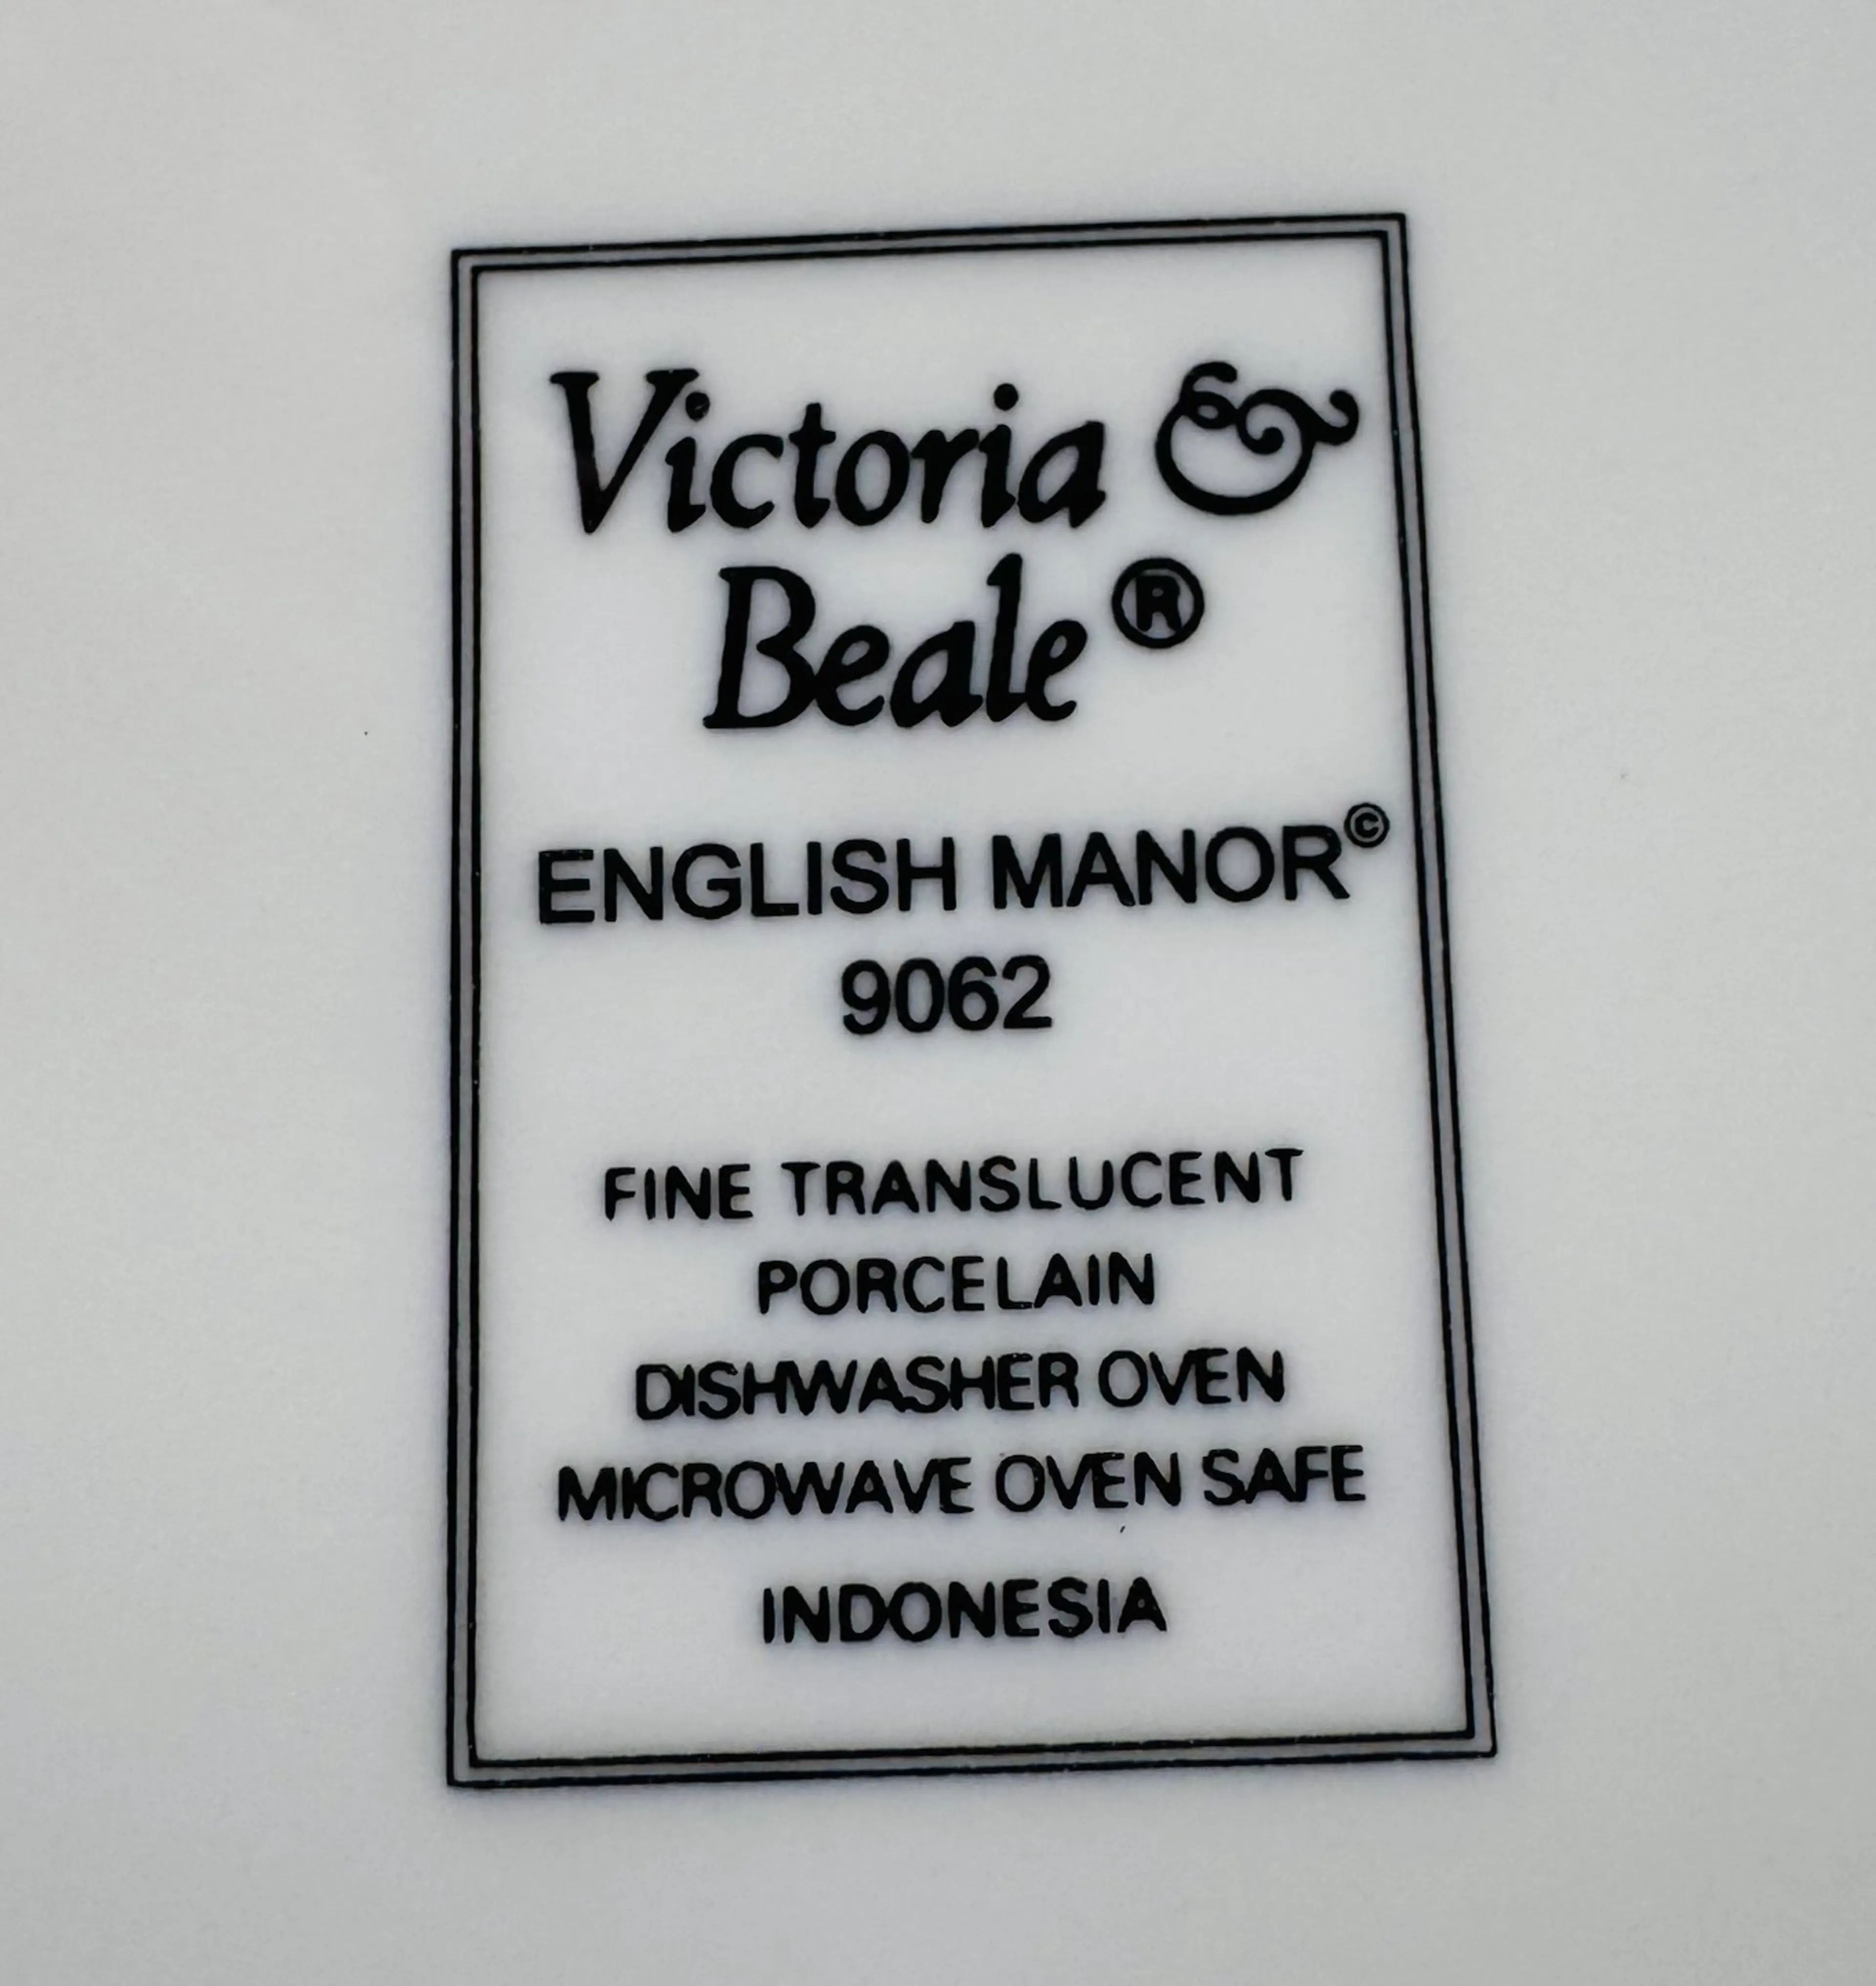 Victoria &
Beale®
ENGLISH MANOR©
9062
FINE TRANSLUCENT
PORCELAIN
DISHWASHER OVEN
MICROWAVE OVEN SAFE
INDONESIA